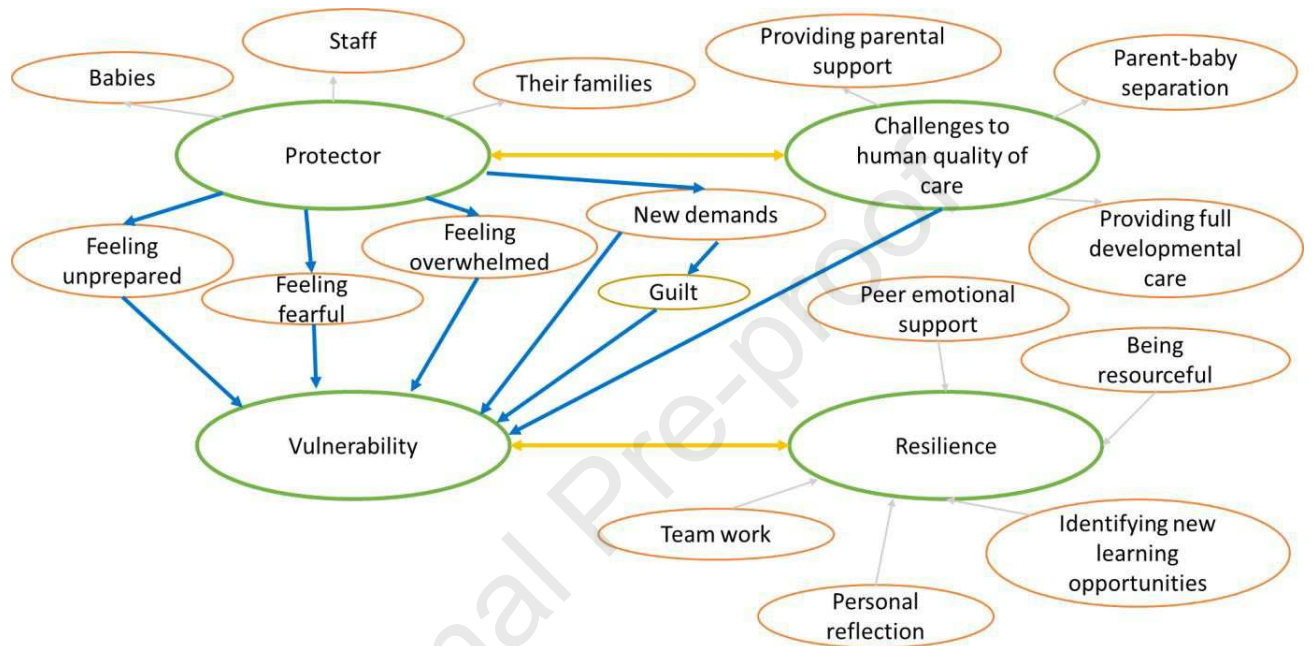 Staff
Babies
Their families
Protector
Providing parental
support
Parent-baby
separation
Challenges to
human quality of
care
Providing full
developmental
care
New demands
Feeling
unprepared
Feeling
fearful
Feeling
overwhelmed
Guilt
Peer emotional
support
Being
resourceful
Vulnerability
Resilience
Team work
Personal
reflection
Identifying new
learning
opportunities
nal Pre-proof